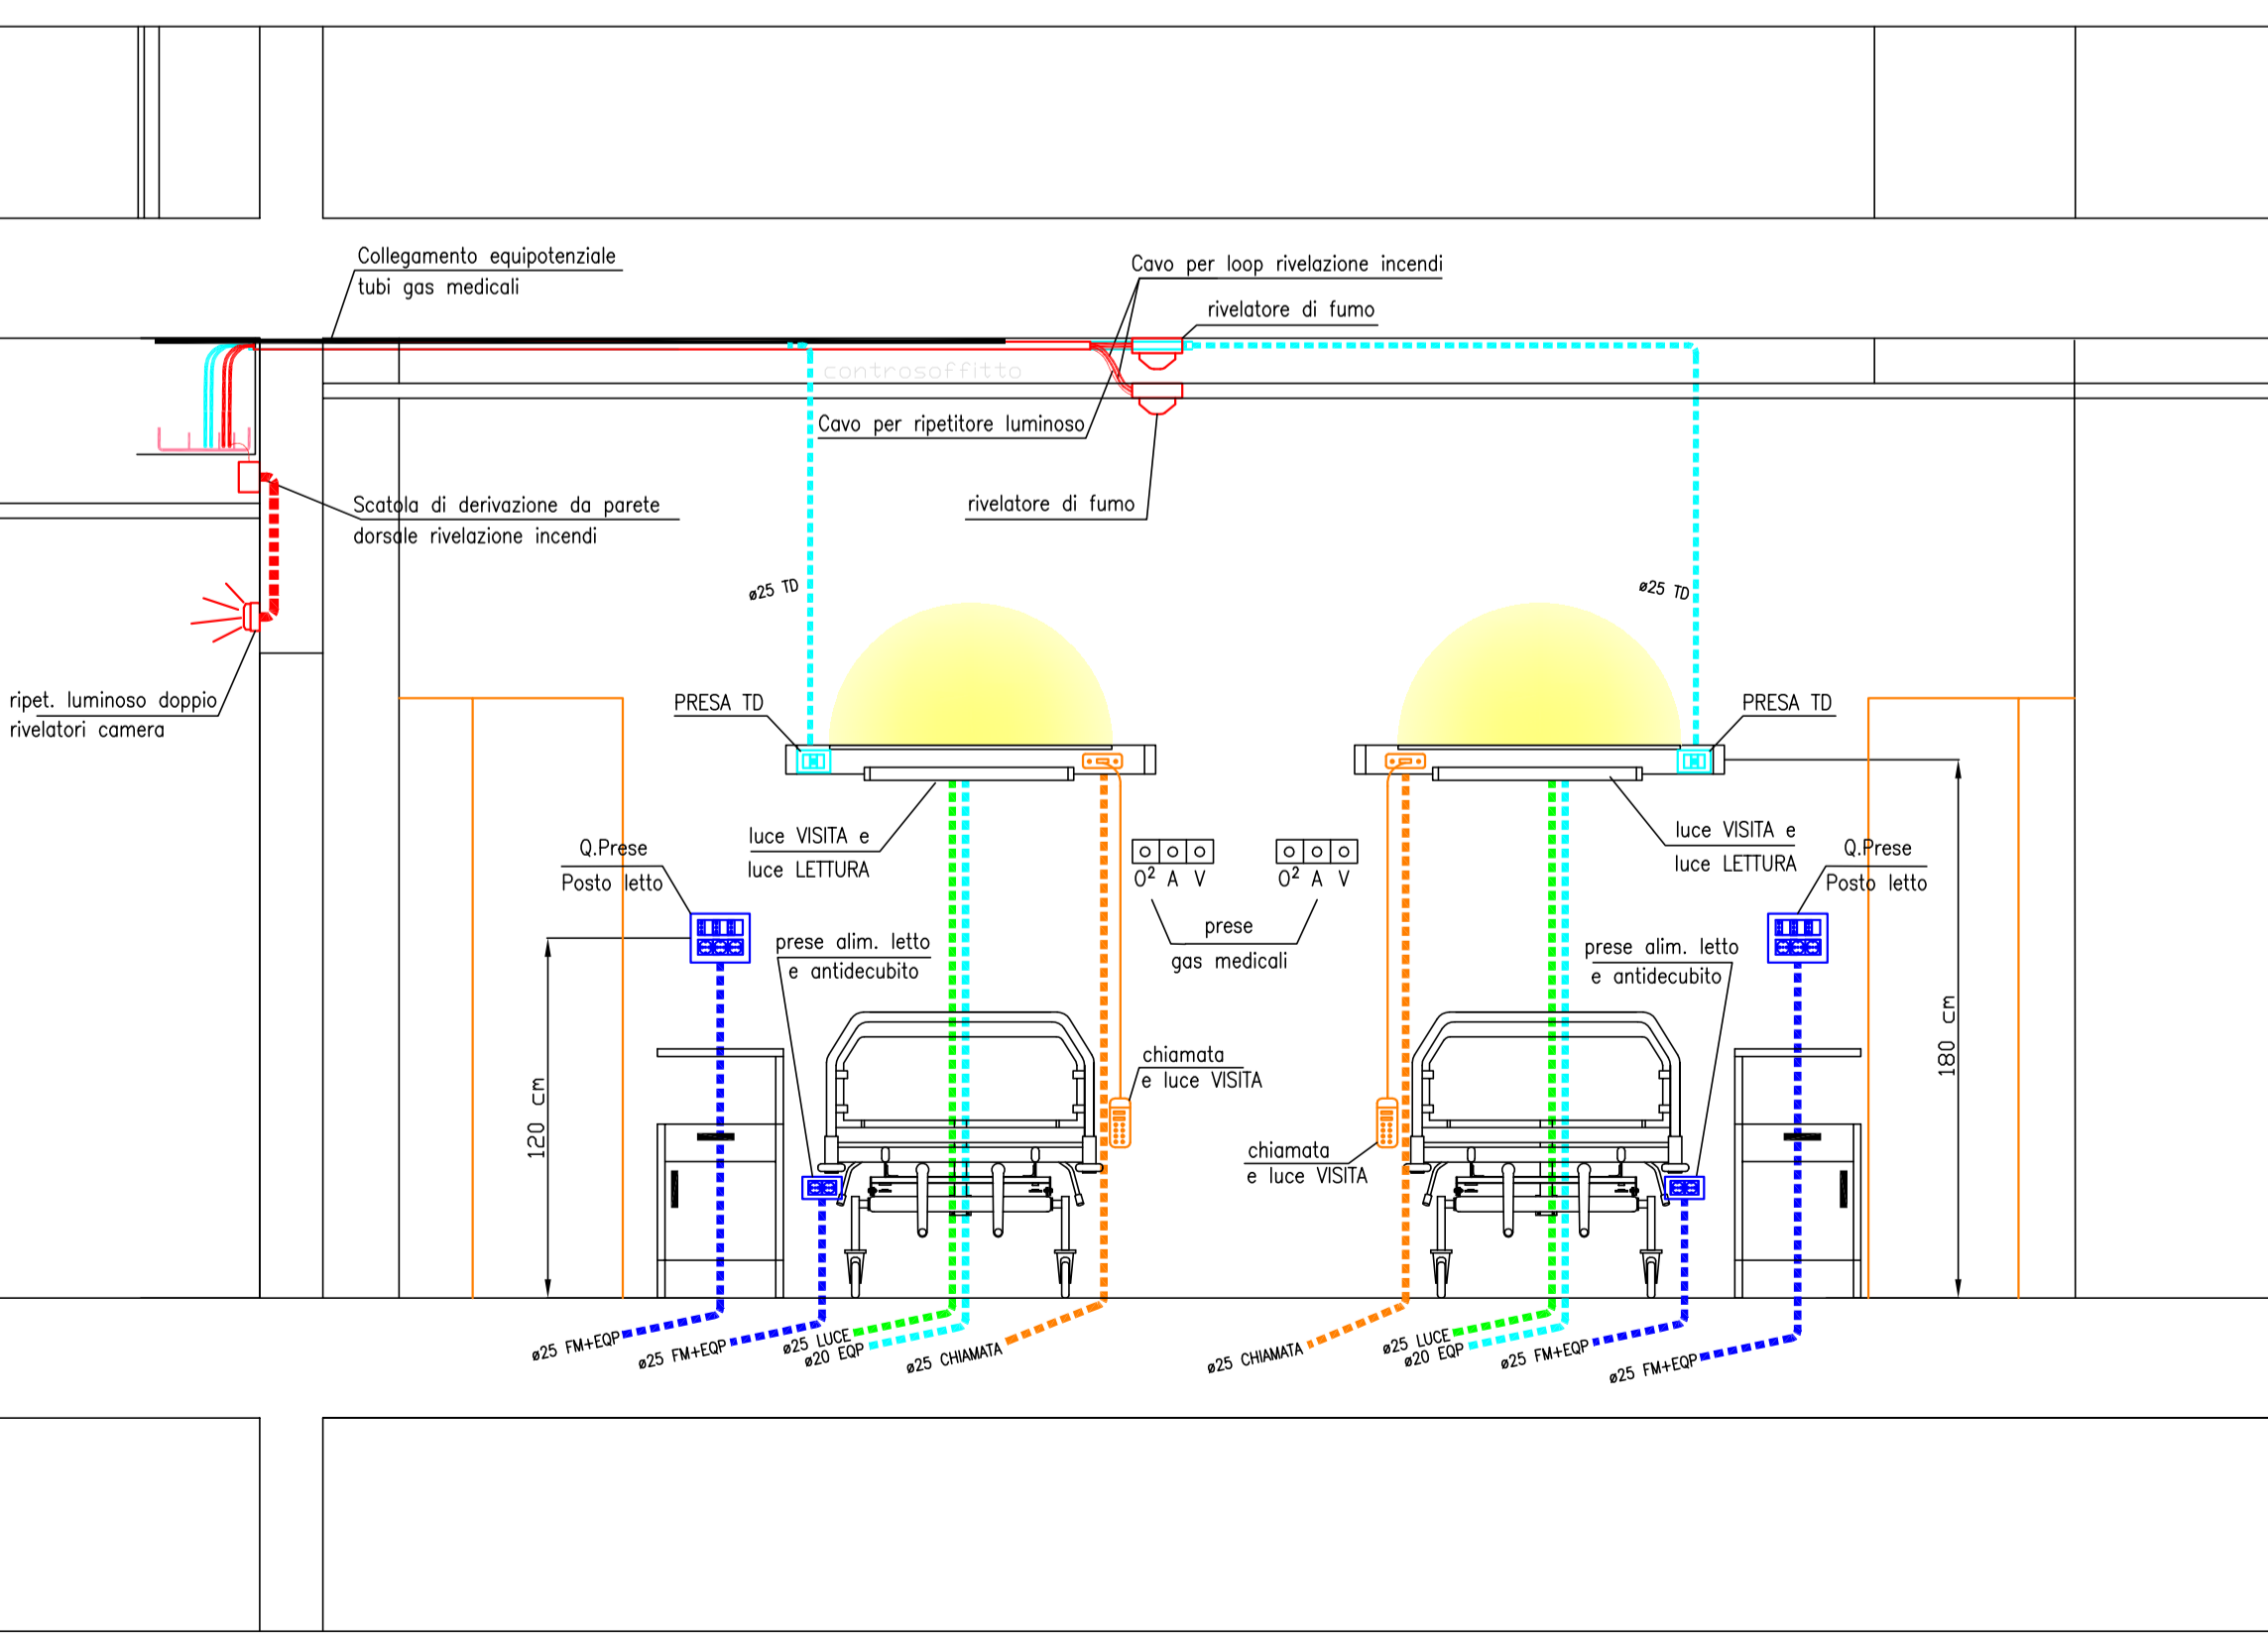 Collegamento equipotenziale
tubi gas medicali
Cavo per loop rivelazione incendi
rivelatore di fumo
controsoffitto
Cavo per ripetitore luminoso
rivelatore di fumo
Scatola di derivazione da parete
dorsale rivelazione incendi
ø25 TD
ø25 TD
ripet. luminoso doppio
rivelatori camera
PRESA TD
PRESA TD
luce VISITA e
luce LETTURA
luce VISITA e
luce LETTURA
Q.Prese
Posto letto
Q.Prese
Posto letto
O² A V
O² A V
prese
gas medicali
prese alim. letto
e antidecubito
prese alim. letto
e antidecubito
120 cm
180 cm
chiamata
e luce VISITA
chiamata
e luce VISITA
ø25 FM+EQP
ø25 FM+EQP
ø25 LUCE
ø20 EQP
ø25 CHIAMATA
ø25 CHIAMATA
ø25 LUCE
ø20 EQP
ø25 FM+EQP
ø25 FM+EQP